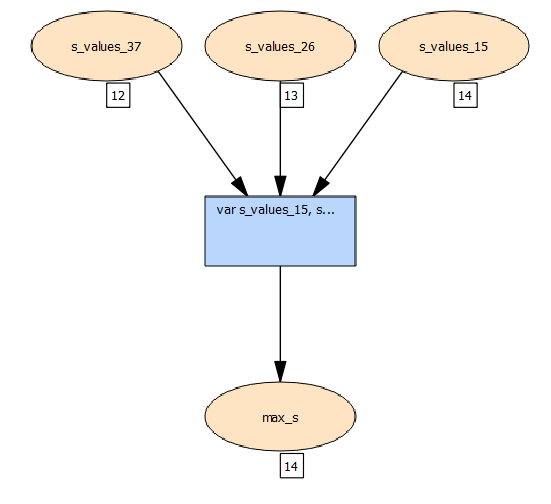 s_values_37
s_values_26
s_values_15
12
13
14
var s_values_15, s...
max_s
14